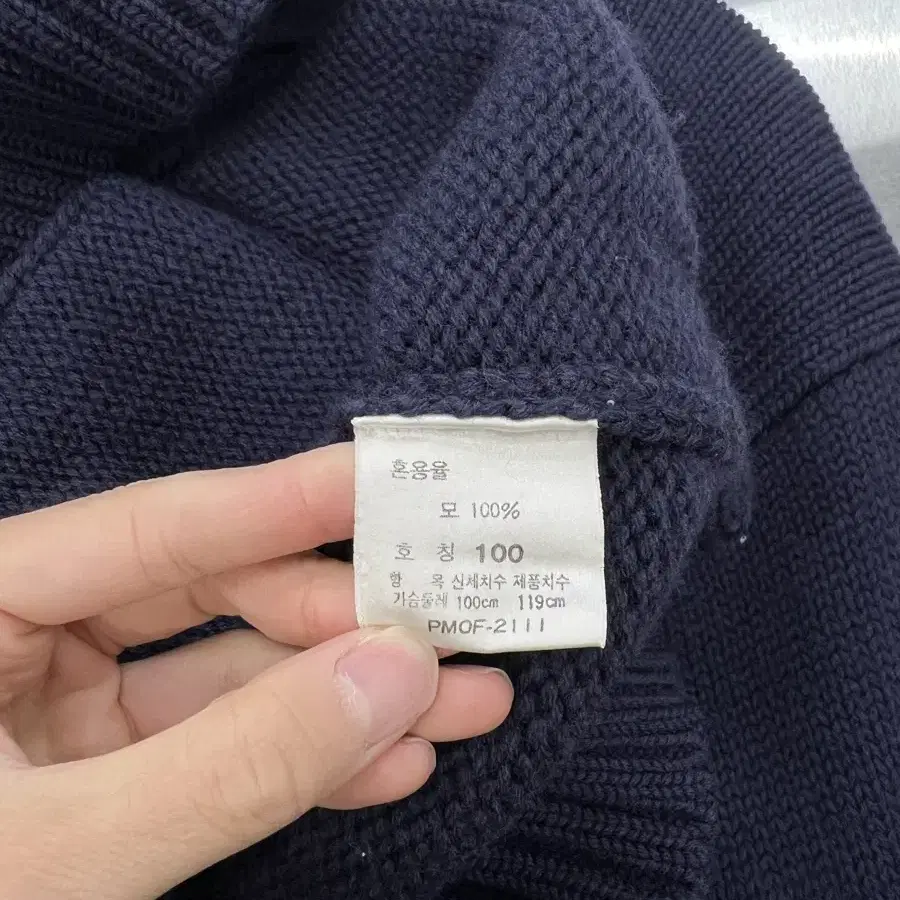 혼용율
모 100%
호 칭 100
항 목 신체치수 제품치수
가슴둘레 100cm 119cm
PMOF-2111